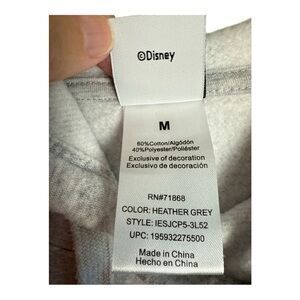 ©Disney
M
60%Cotton/Algodón
40%Polyester/Poliéster
Exclusive of decoration
Exclusivo de decoración
RN#71868
COLOR: HEATHER GREY
STYLE: IESJCP5-3L52
UPC: 195932275500
Made in China
Hecho en China